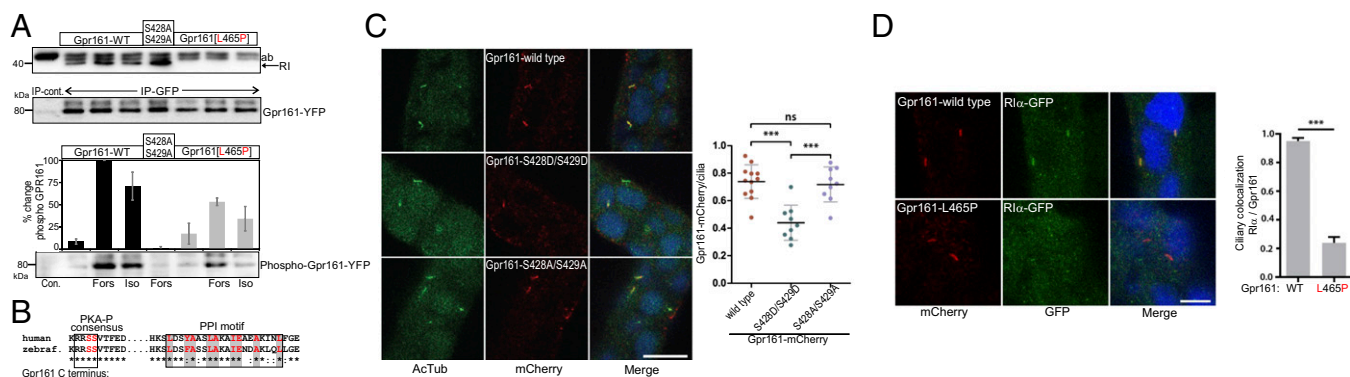 A
Gpr161-WT
S428A
S429A
Gpr161[L465P]
40
ab
RI
kDa
IP-cont.
IP-GFP
80
Gpr161-YFP
Gpr161-WT
S428A
S429A
Gpr161[L465P]
% change
phospho GPR161
100
75
50
25
0
80
kDa
Phospho-Gpr161-YFP
Con.
Fors
Iso
Fors
Fors
Iso
B
PKA-P
consensus
PPI motif
human KRRSSVTFED....HKSLDSYAASLAKAIEAEAKINLFGE
zebraf. KRRSSVTFED....HKSLDSYAASLAKAIENDAKLQLLGE
Gpr161 C terminus:
C
Gpr161-wild type
Gpr161-S428D/S429D
Gpr161-S428A/S429A
AcTub
mCherry
Merge
Gpr161-mCherry/cilia
1.0
0.8
0.6
0.4
0.2
0.0
ns
***
***
wild type
S428D/S429D
S428A/S429A
Gpr161-mCherry
D
Gpr161-wild type
RIα-GFP
Gpr161-L465P
RIα-GFP
mCherry
GFP
Merge
Ciliary colocalization
RIα / Gpr161
1.0
0.8
0.6
0.4
0.2
0.0
***
Gpr161: WT L465P